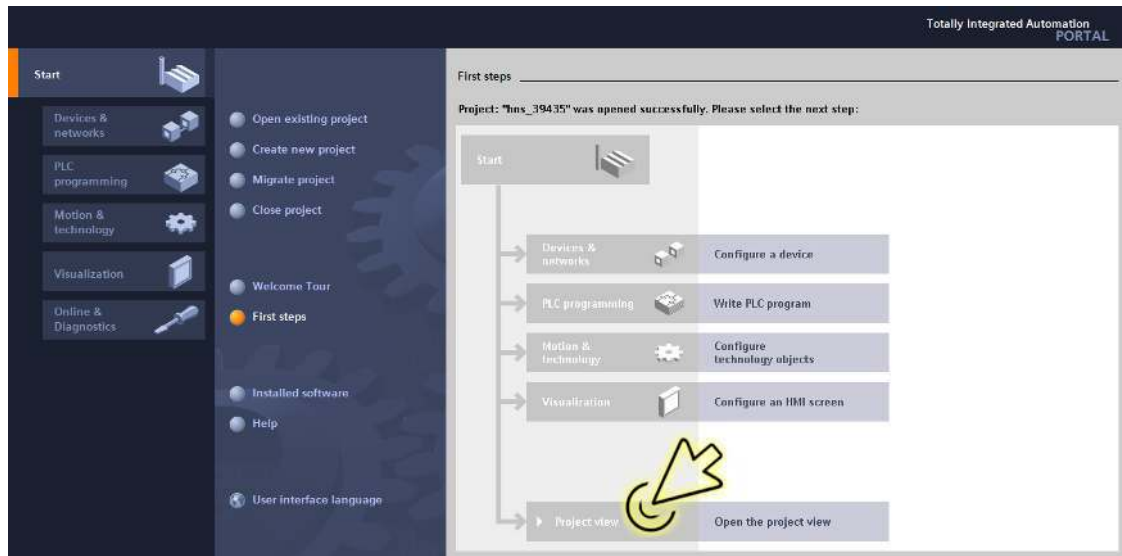 Totally Integrated Automation
PORTAL
Start
Devices &
networks
PLC
programming
Motion &
technology
Visualization
Online &
Diagnostics
Open existing project
Create new project
Migrate project
Close project
Welcome Tour
First steps
Installed software
Help
User interface language
First steps
Project: "hns_39435" was opened successfully. Please select the next step:
Start
Devices &
networks
Configure a device
PLC programming
Write PLC program
Motion &
technology
Configure
technology objects
Visualization
Configure an HMI screen
Project view
Open the project view